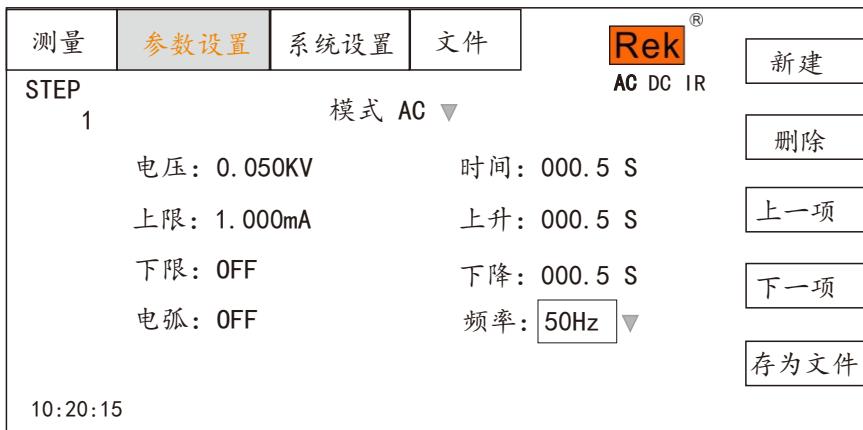 测量 参数设置 系统设置 文件 Rek®
AC DC IR
新建
STEP
1
模式 AC
删除
电压: 0.050KV 时间: 000.5 S
上限: 1.000mA 上升: 000.5 S
上一项
下限: OFF 下降: 000.5 S
下一项
电弧: OFF 频率: 50Hz
存为文件
10:20:15